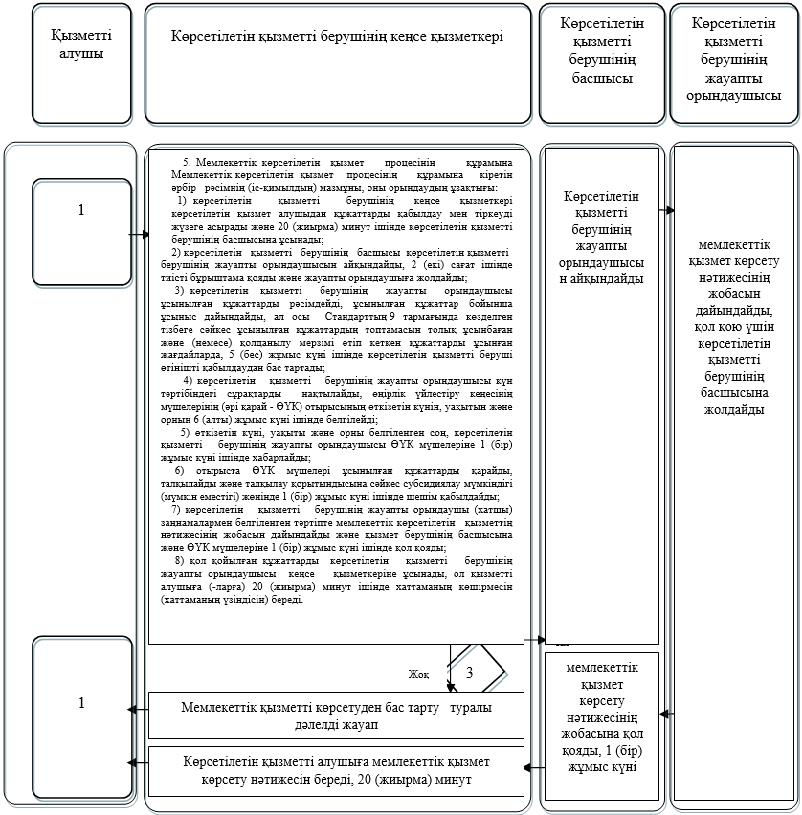 Қызметті
алушы
Көрсетілетін қызметті берушінің кеңсе қызметкері
Көрсетілетін
қызметті
берушінің
басшысы
Көрсетілетін
қызметті
берушінің
жауапты
орындаушысы
1
5. Мемлекеттік көрсетілетін қызмет процесінің құрамына
Мемлекеттік көрсетілетін қызмет процесінің құрамына кіретін
әрбір рәсімнің (іс-қимылдың) мазмұны, оны орындаудың ұзақтығы:
1) көрсетілетін қызметті берушінің кеңсе қызметкері
көрсетілетін қызмет алушыдан құжаттарды қабылдау мен тіркеуді
жүзеге асырады және 20 (жиырма) минут ішінде көрсетілетін қызметті
берушінің басшысына ұсынады;
2) көрсетілетін қызметті берушінің басшысы көрсетілетін қызметті
берушінің жауапты орындаушысын айқындайды, 2 (екі) сағат ішінде
тиісті бұрыштама қояды және жауапты орындаушыға жолдайды;
3) көрсетілетін қызметті берушінің жауапты орындаушысы
ұсынылған құжаттарды рәсімдейді, ұсынылған құжаттар бойынша
ұсыныс дайындайды, ал осы Стандарттың 9 тармағында көзделген
тізбеге сәйкес ұсынылған құжаттардың топтамасын толық ұсынбаған
және (немесе) қолданылу мерзімі өтіп кеткен құжаттарды ұсынған
жағдайларда, 5 (бес) жұмыс күні ішінде көрсетілетін қызметті беруші
өтінішті қабылдаудан бас тартады;
4) көрсетілетін қызметті берушінің жауапты орындаушысы күн
тәртібіндегі сұрақтарды нақтылайды, өңірлік үйлестіру кеңесінің
мүшелерінің (әрі қарай - ӨҮК) отырысының өткізетін күнін, уақытын және
орнын 6 (алты) жұмыс күні ішінде белгілейді;
5) өткізетін күні, уақыты және орны белгіленген соң, көрсетілетін
қызметті берушінің жауапты орындаушысы ӨҮК мүшелеріне 1 (бір)
жұмыс күні ішінде хабарлайды;
6) отырыста ӨҮК мүшелері ұсынылған құжаттарды қарайды,
талқылайды және талқылау қорытындысына сәйкес субсидиялау мүмкіндігі
(мүмкін еместігі) жөнінде 1 (бір) жұмыс күні ішінде шешім қабылдайды;
7) көрсетілетін қызметті берушінің жауапты орындаушы (хатшы)
заңнамалармен белгіленген тәртіпте мемлекеттік көрсетілетін қызметтің
нәтижесінің жобасын дайындайды және қызмет берушінің басшысына
және ӨҮК мүшелеріне 1 (бір) жұмыс күні ішінде қол қояды;
8) қол қойылған құжаттарды көрсетілетін қызметті берушінің
жауапты орындаушысы кеңсе қызметкеріне ұсынады, ол қызметті
алушыға (-ларға) 20 (жиырма) минут ішінде хаттаманың көшірмесін
(хаттаманың үзіндісін) береді.
Көрсетілетін
қызметті
берушінің
жауапты
орындаушысы
н айқындайды
мемлекеттік
қызмет көрсету
нәтижесінің
жобасын
дайындайды,
қол қою үшін
көрсетілетін
қызметті
берушінің
басшысына
жолдайды
1
Жоқ
3
Мемлекеттік қызметті көрсетуден бас тарту туралы
дәлелді жауап
Көрсетілетін қызметті алушыға мемлекеттік қызмет
көрсету нәтижесін береді, 20 (жиырма) минут
мемлекеттік
қызмет
көрсету
нәтижесінің
жобасына қол
қояды, 1 (бір)
жұмыс күні